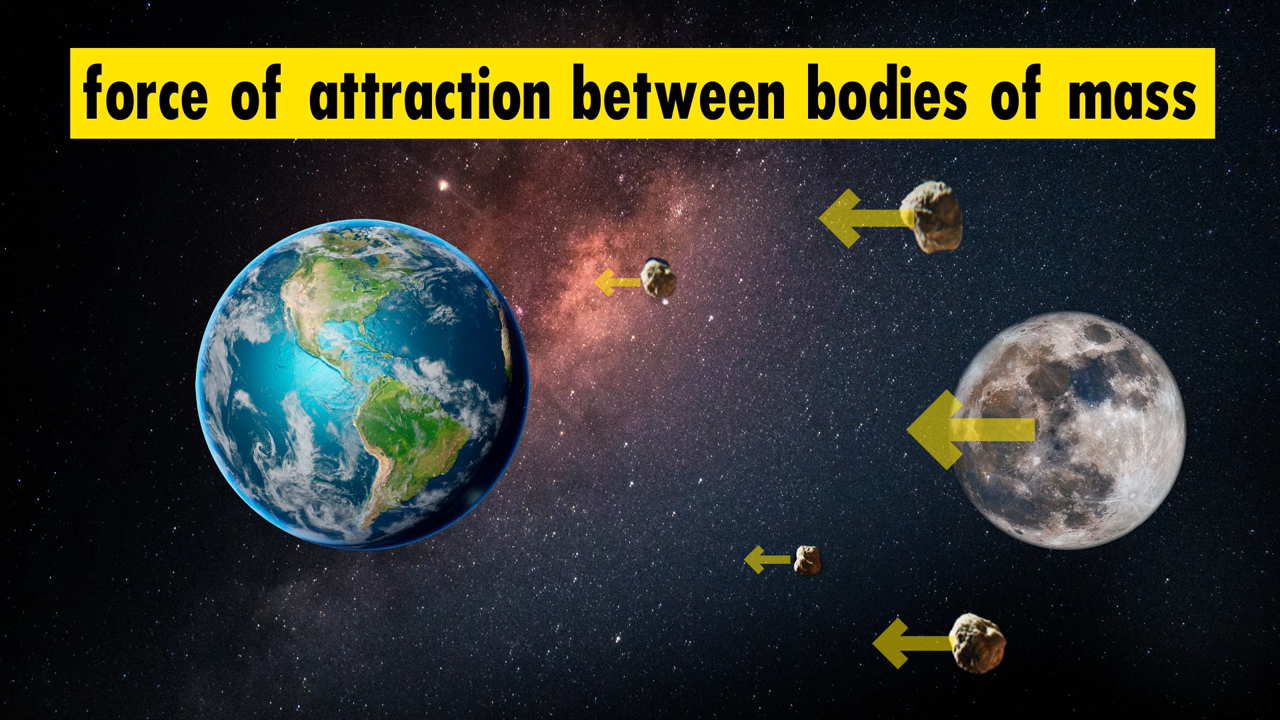 force of attraction between bodies of mass